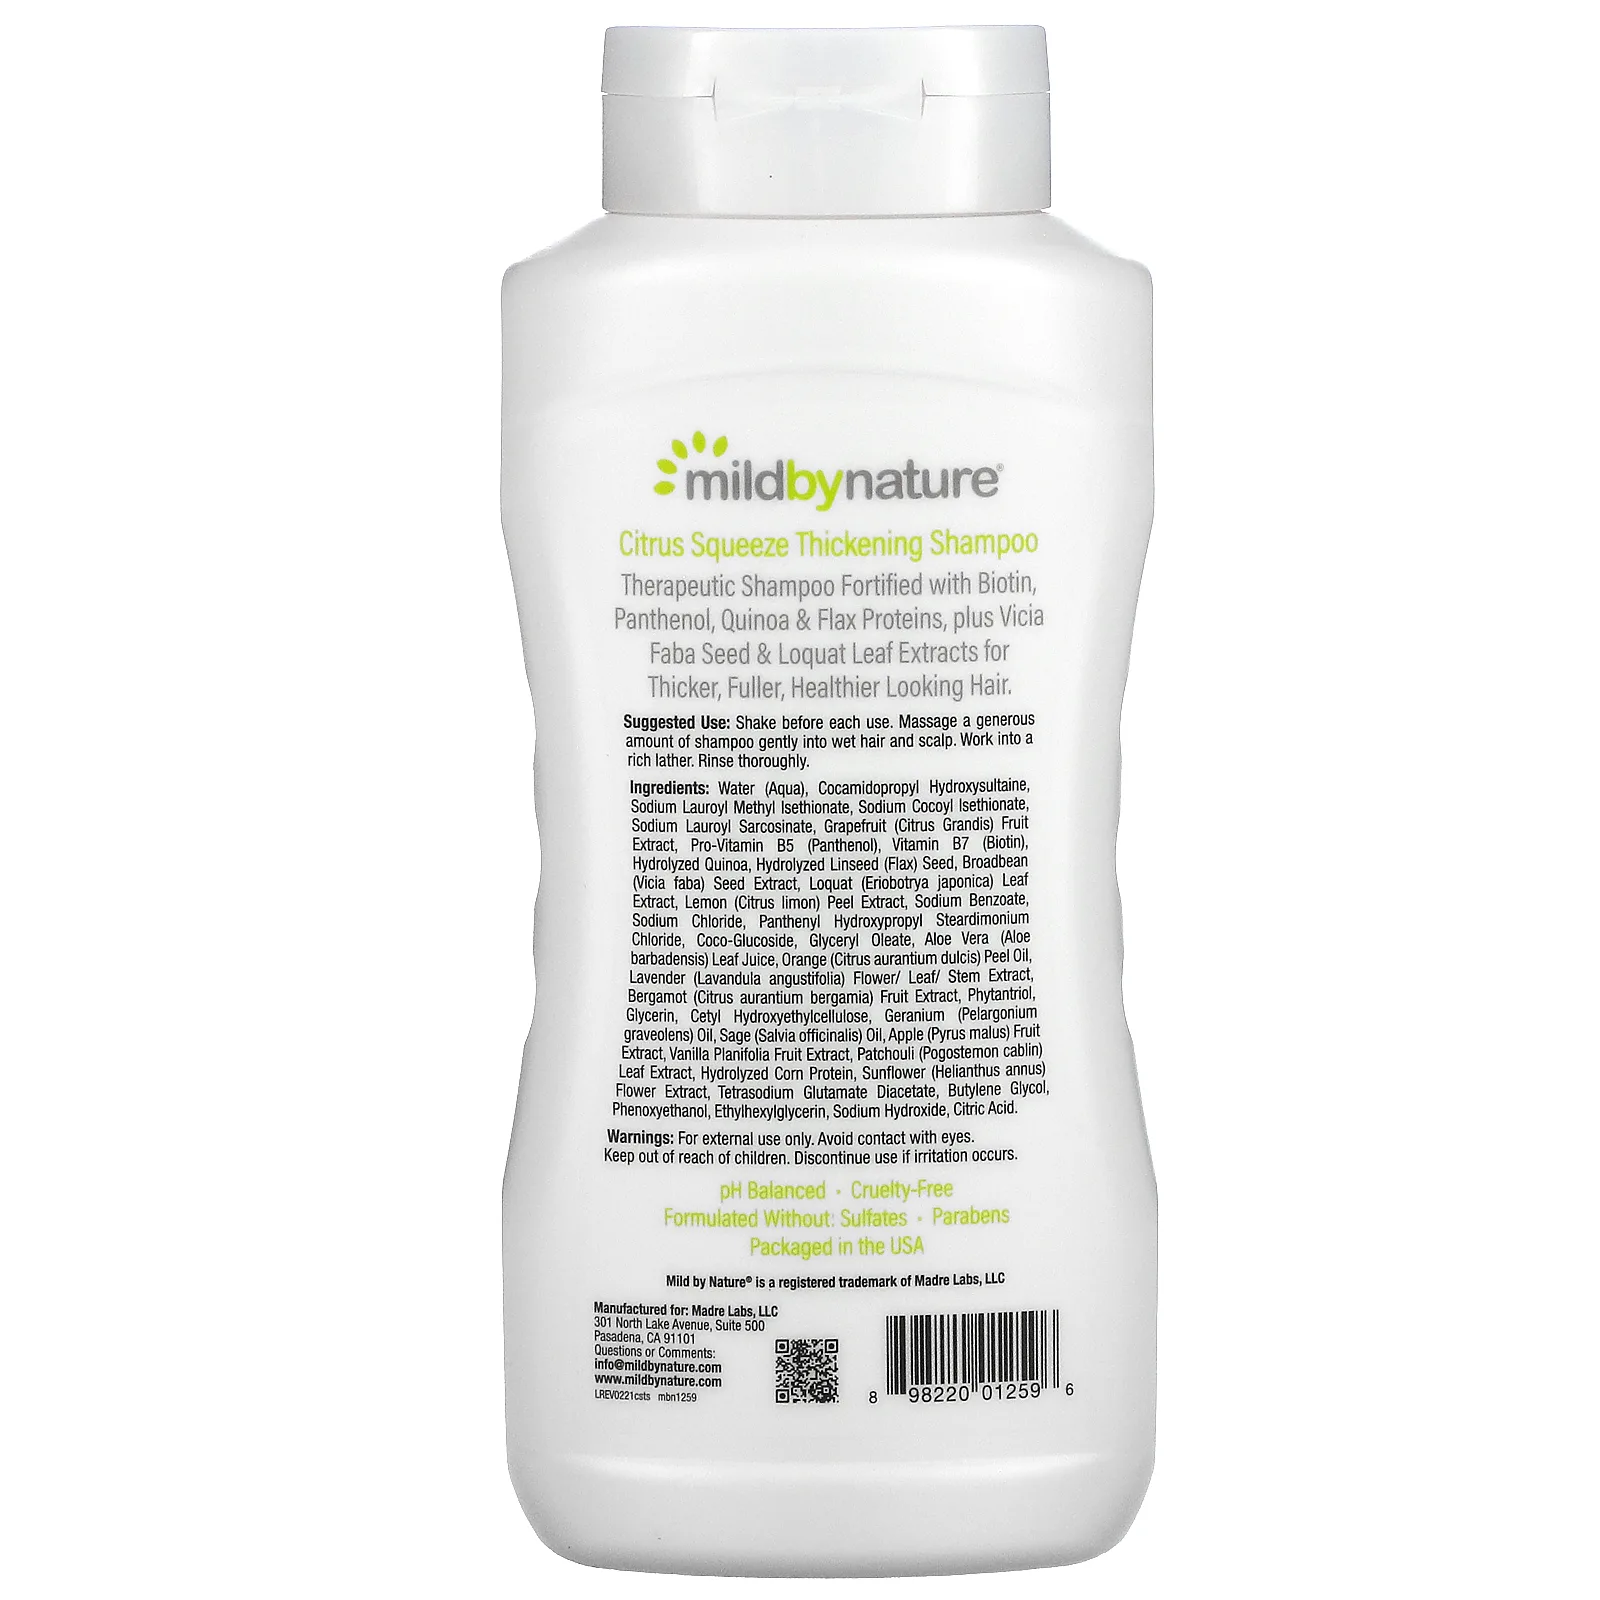 mildbynature®
Citrus Squeeze Thickening Shampoo
Therapeutic Shampoo Fortified with Biotin,
Panthenol, Quinoa & Flax Proteins, plus Vicia
Faba Seed & Loquat Leaf Extracts for
Thicker, Fuller, Healthier Looking Hair.
Suggested Use: Shake before each use. Massage a generous
amount of shampoo gently into wet hair and scalp. Work into a
rich lather. Rinse thoroughly.
Ingredients: Water (Aqua), Cocamidopropyl Hydroxysultaine,
Sodium Lauroyl Methyl Isethionate, Sodium Cocoyl Isethionate,
Sodium Lauroyl Sarcosinate, Grapefruit (Citrus Grandis) Fruit
Extract, Pro-Vitamin B5 (Panthenol), Vitamin B7 (Biotin),
Hydrolyzed Quinoa, Hydrolyzed Linseed (Flax) Seed, Broadbean
(Vicia faba) Seed Extract, Loquat (Eriobotrya japonica) Leaf
Extract, Lemon (Citrus limon) Peel Extract, Sodium Benzoate,
Sodium Chloride, Panthenyl Hydroxypropyl Steardimonium
Chloride, Coco-Glucoside, Glyceryl Oleate, Aloe Vera (Aloe
barbadensis) Leaf Juice, Orange (Citrus aurantium dulcis) Peel Oil,
Lavender (Lavandula angustifolia) Flower/ Leaf/ Stem Extract,
Bergamot (Citrus aurantium bergamia) Fruit Extract, Phytantriol,
Glycerin, Cetyl Hydroxyethylcellulose, Geranium (Pelargonium
graveolens) Oil, Sage (Salvia officinalis) Oil, Apple (Pyrus malus) Fruit
Extract, Vanilla Planifolia Fruit Extract, Patchouli (Pogostemon cablin)
Leaf Extract, Hydrolyzed Corn Protein, Sunflower (Helianthus annus)
Flower Extract, Tetrasodium Glutamate Diacetate, Butylene Glycol,
Phenoxyethanol, Ethylhexylglycerin, Sodium Hydroxide, Citric Acid.
Warnings: For external use only. Avoid contact with eyes.
Keep out of reach of children. Discontinue use if irritation occurs.
pH Balanced • Cruelty-Free
Formulated Without: Sulfates • Parabens
Packaged in the USA
Mild by Nature® is a registered trademark of Madre Labs, LLC
Manufactured for: Madre Labs, LLC
301 North Lake Avenue, Suite 500
Pasadena, CA 91101
Questions or Comments:
info@mildbynature.com
www.mildbynature.com
LREV0221csts mbn1259
8 98220 01259 6